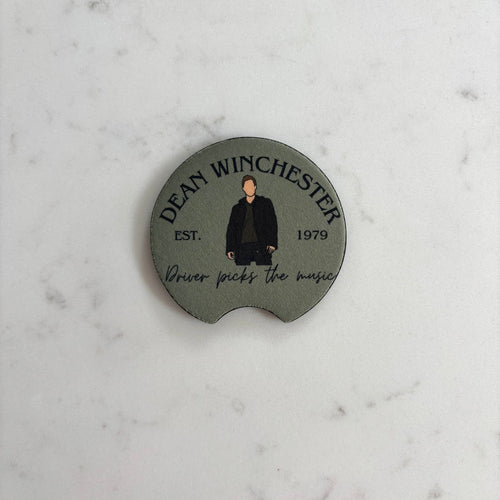 DEAN WINCHESTER
EST. 1979
Driver picks the music